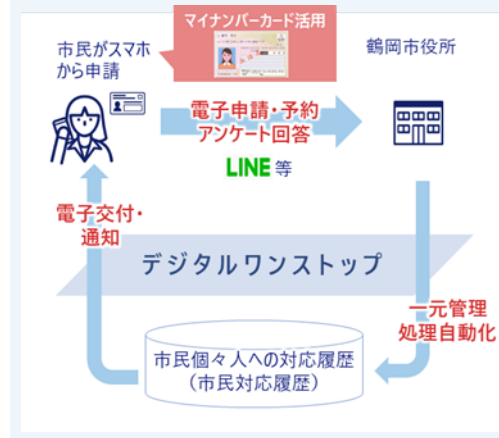 マイナンバーカード活用
市民がスマホ
から申請
鶴岡市役所
電子申請・予約
アンケート回答
LINE 等
電子交付・
通知
デジタルワンストップ
一元管理
処理自動化
市民個々人への対応履歴
（市民対応履歴）